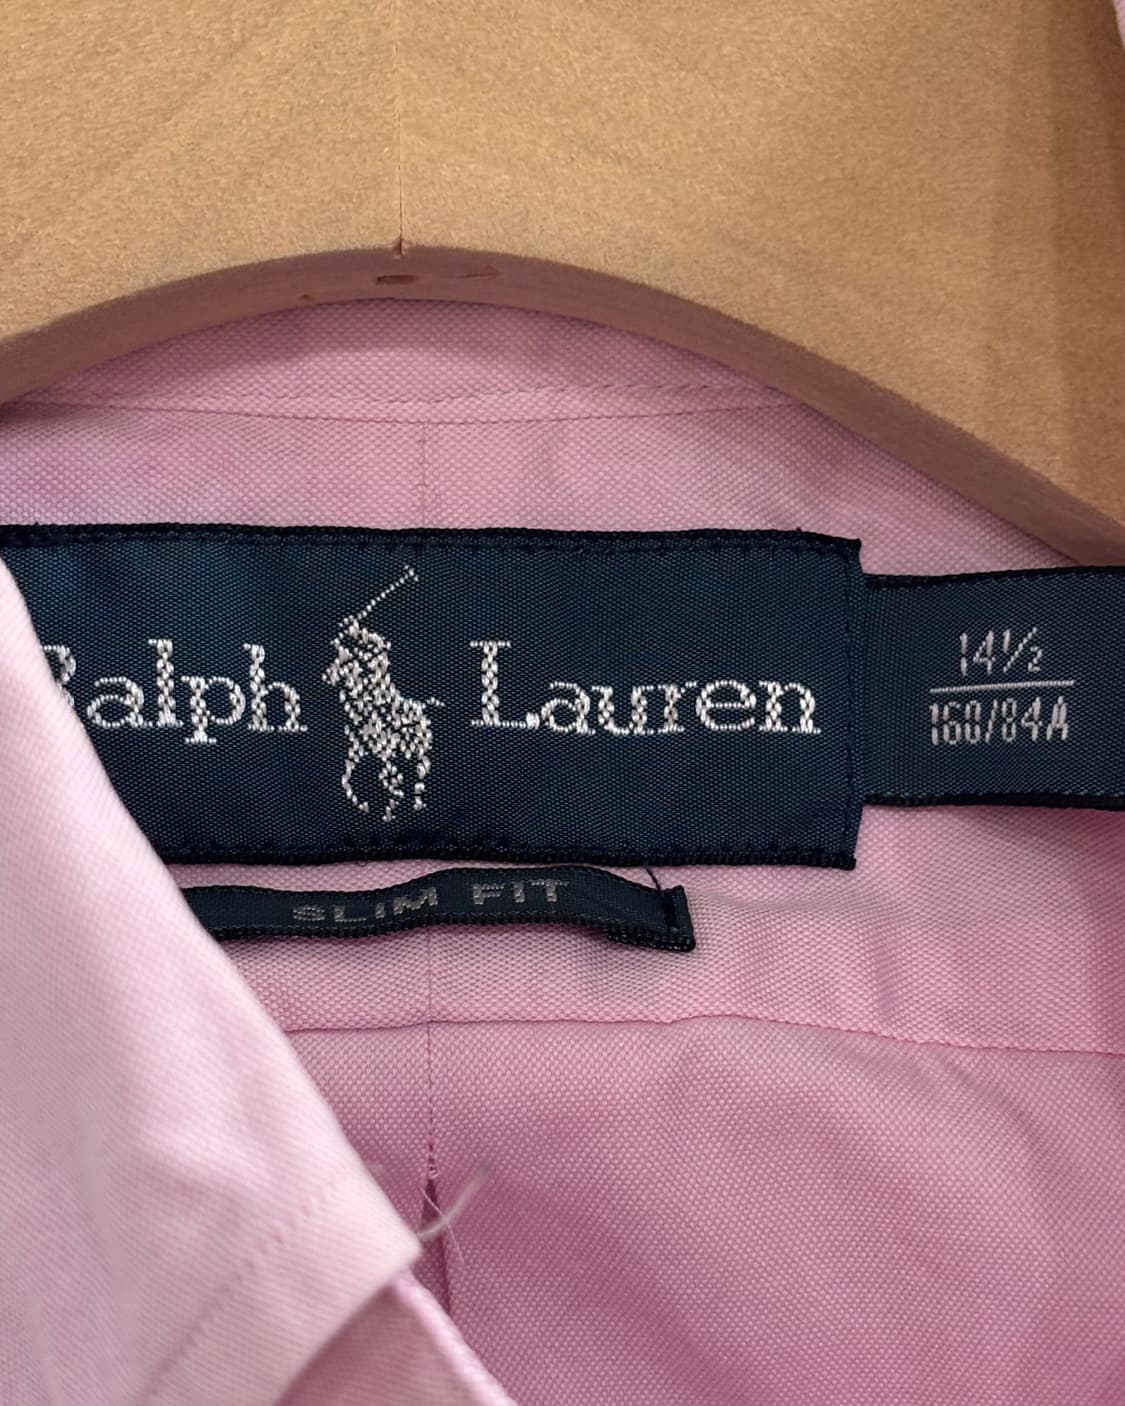 Ralph Lauren
14½
160/84A
SLIM FIT